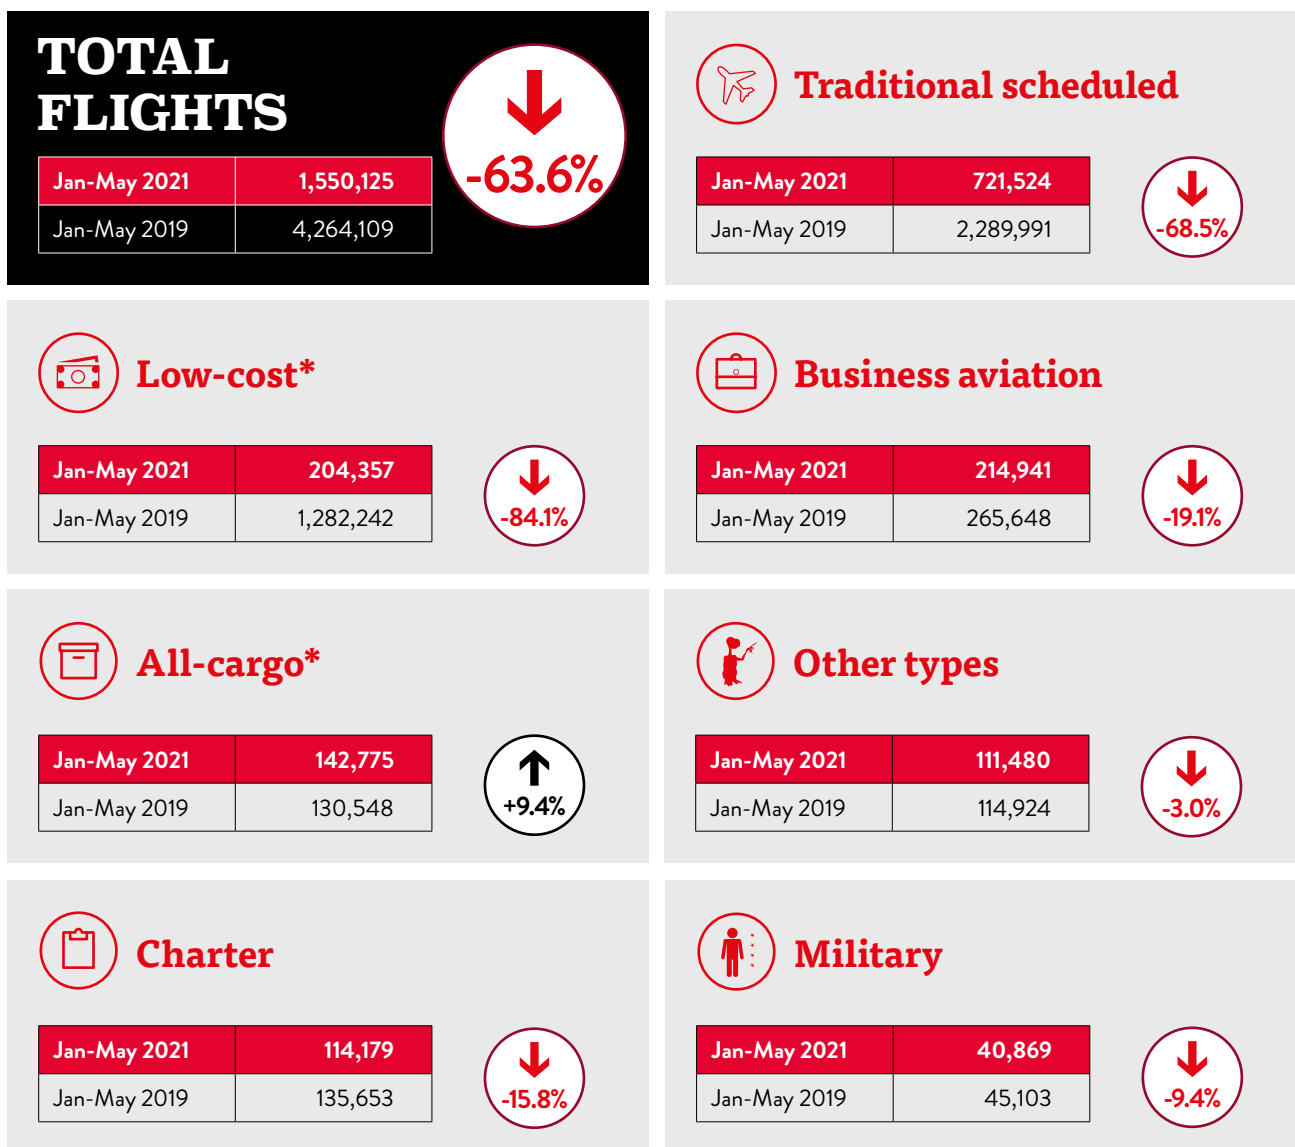 TOTAL
FLIGHTS
-63.6%
Jan-May 2021 1,550,125
Jan-May 2019 4,264,109
Traditional scheduled
Jan-May 2021 721,524
Jan-May 2019 2,289,991
-68.5%
Low-cost*
Jan-May 2021 204,357
Jan-May 2019 1,282,242
-84.1%
Business aviation
Jan-May 2021 214,941
Jan-May 2019 265,648
-19.1%
All-cargo*
Jan-May 2021 142,775
Jan-May 2019 130,548
+9.4%
Other types
Jan-May 2021 111,480
Jan-May 2019 114,924
-3.0%
Charter
Jan-May 2021 114,179
Jan-May 2019 135,653
-15.8%
Military
Jan-May 2021 40,869
Jan-May 2019 45,103
-9.4%